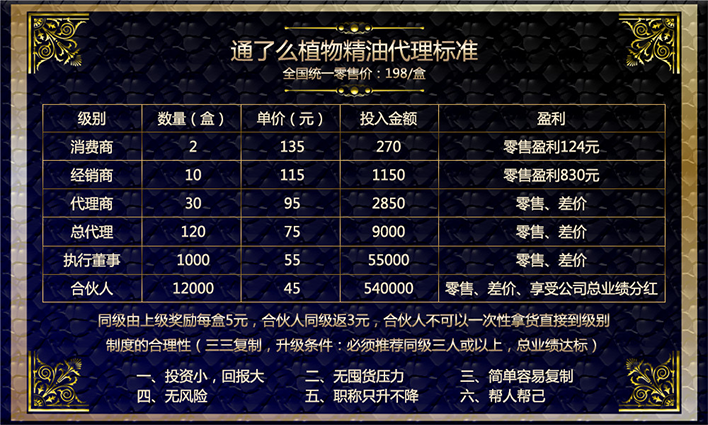 通了么植物精油代理标准
全国统一零售价：198/盒
级别 数量（盒） 单价（元） 投入金额 盈利
消费商 2 135 270 零售盈利124元
经销商 10 115 1150 零售盈利830元
代理商 30 95 2850 零售、差价
总代理 120 75 9000 零售、差价
执行董事 1000 55 55000 零售、差价
合伙人 12000 45 540000 零售、差价、享受公司总业绩分红
同级由上级奖励每盒5元，合伙人同级返3元，合伙人不可以一次性拿货直接到级别
制度的合理性（三三复制，升级条件：必须推荐同级三人或以上，总业绩达标）
一、投资小，回报大 二、无囤货压力 三、简单容易复制
四、无风险 五、职称只升不降 六、帮人帮己